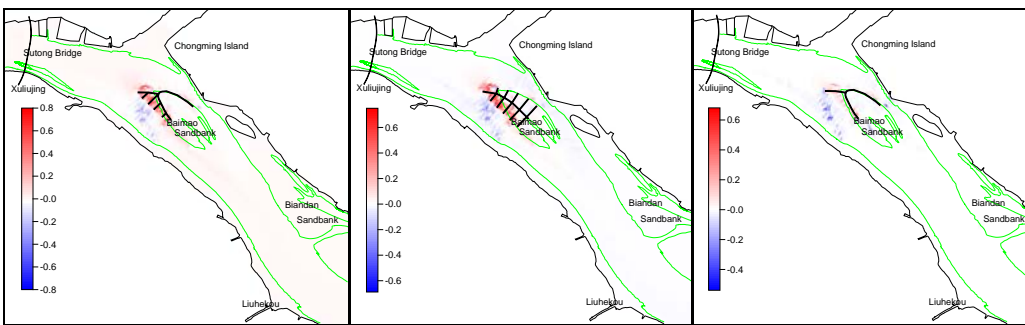 Chongming Island
Sutong Bridge
Xuliujing
0.8
0.6
0.4
0.2
-0.0
-0.2
-0.4
-0.6
-0.8
Baimao
Sandbank
Biandan
Sandbank
Liuhekou
Chongming Island
Sutong Bridge
Xuliujing
0.6
0.4
0.2
-0.0
-0.2
-0.4
-0.6
Baimao
Sandbank
Biandan
Sandbank
Liuhekou
Chongming Island
Sutong Bridge
Xuliujing
0.6
0.4
0.2
-0.0
-0.2
-0.4
Baimao
Sandbank
Biandan
Sandbank
Liuhekou